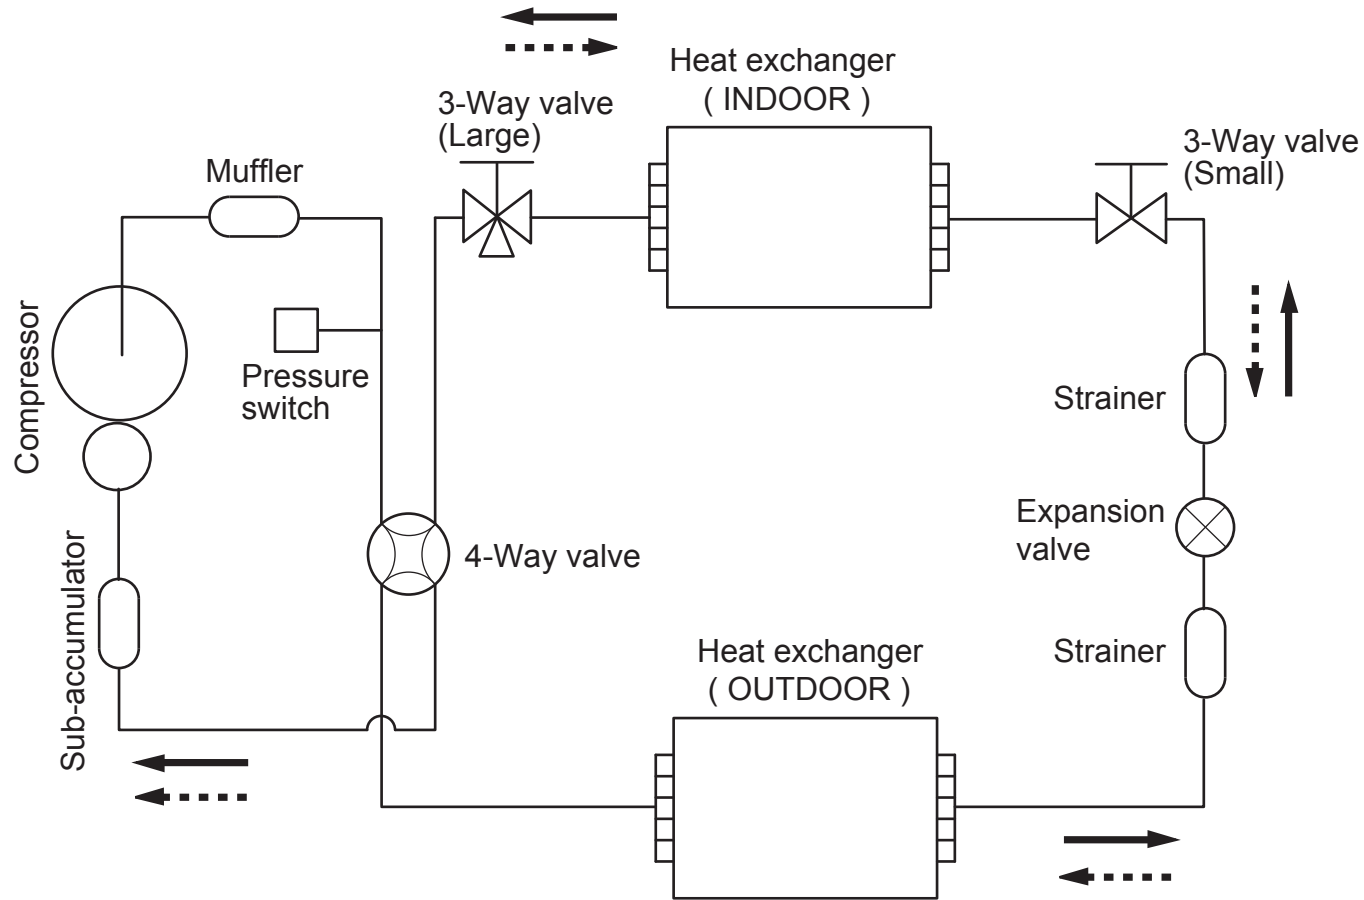 Heat exchanger
( INDOOR )
3-Way valve
(Large)
3-Way valve
(Small)
Muffler
Compressor
Pressure
switch
Strainer
Expansion
valve
4-Way valve
Sub-accumulator
Heat exchanger
( OUTDOOR )
Strainer